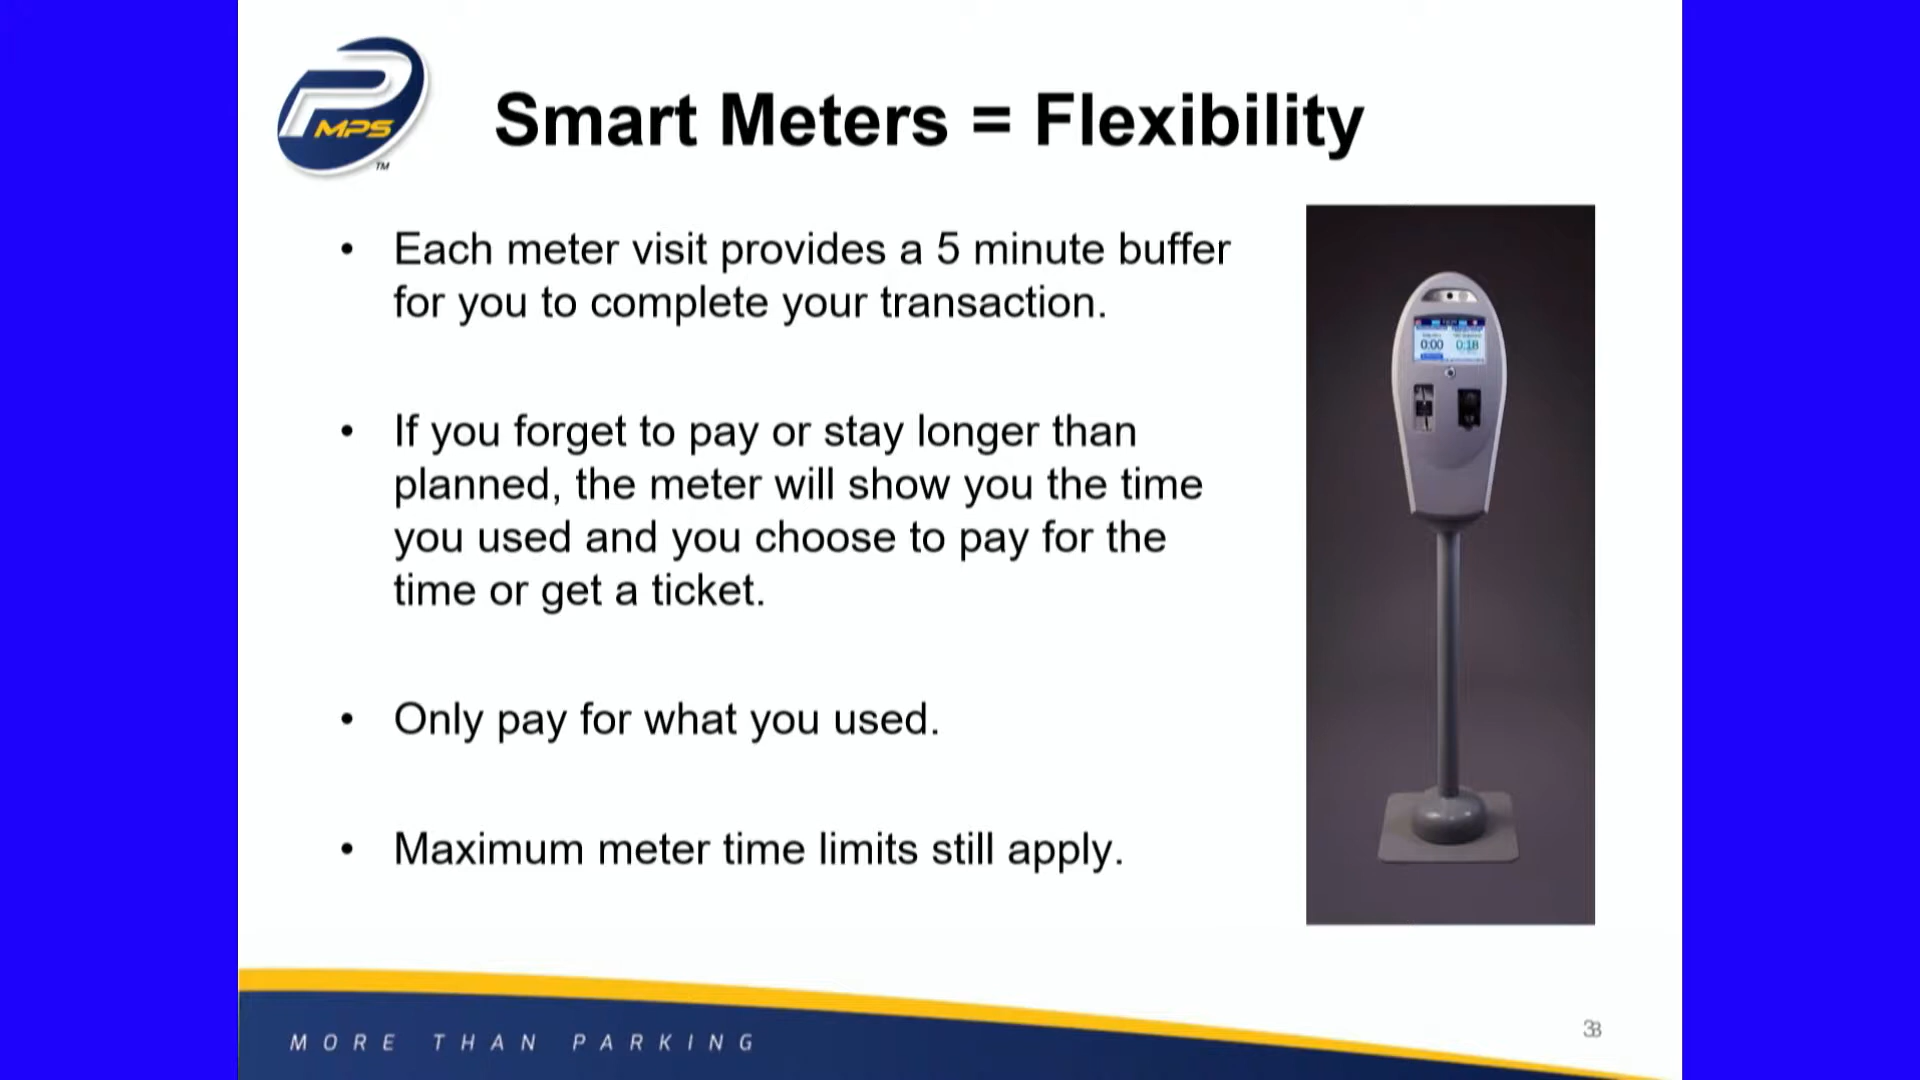 MPS
TM
Smart Meters = Flexibility
• Each meter visit provides a 5 minute buffer
for you to complete your transaction.
• If you forget to pay or stay longer than
planned, the meter will show you the time
you used and you choose to pay for the
time or get a ticket.
• Only pay for what you used.
• Maximum meter time limits still apply.
0:00 0:18
MORE THAN PARKING